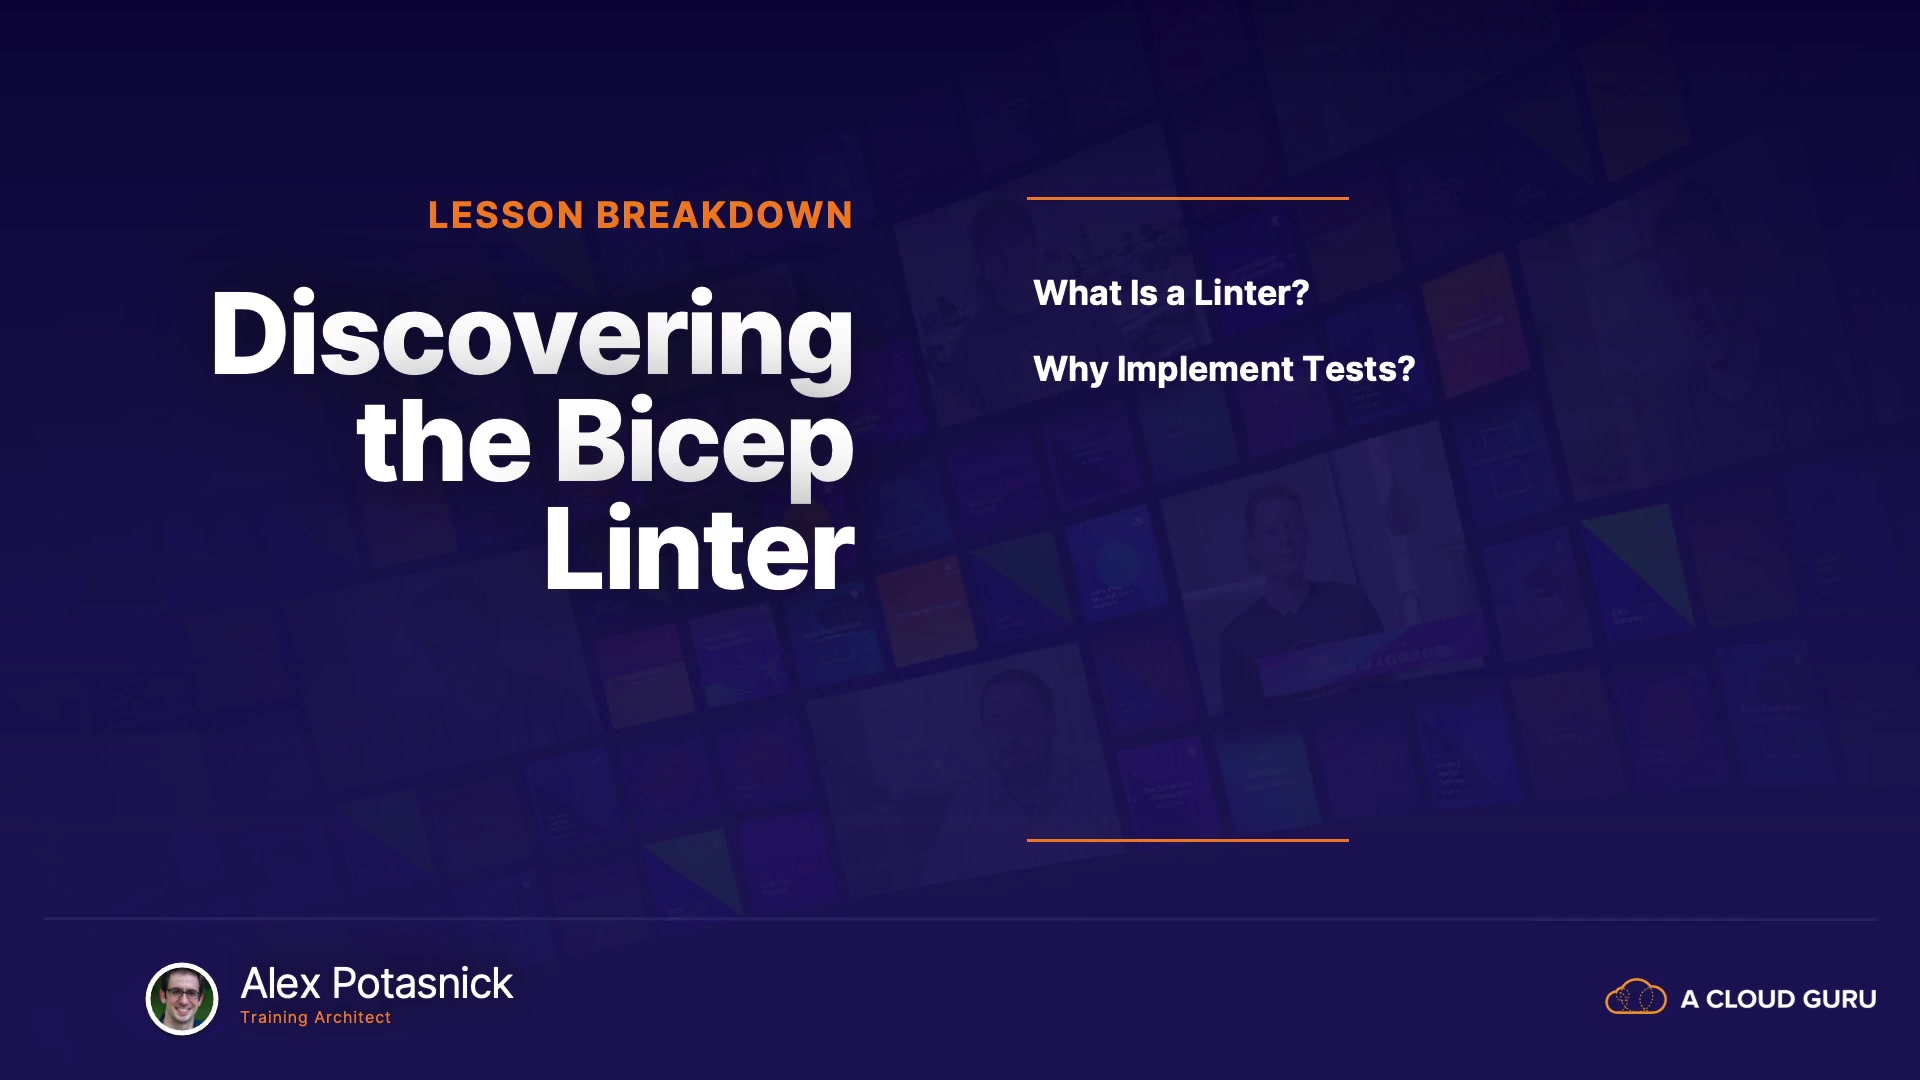 LESSON BREAKDOWN
Discovering
the Bicep
Linter
What Is a Linter?
Why Implement Tests?
Alex Potasnick
Training Architect
A CLOUD GURU